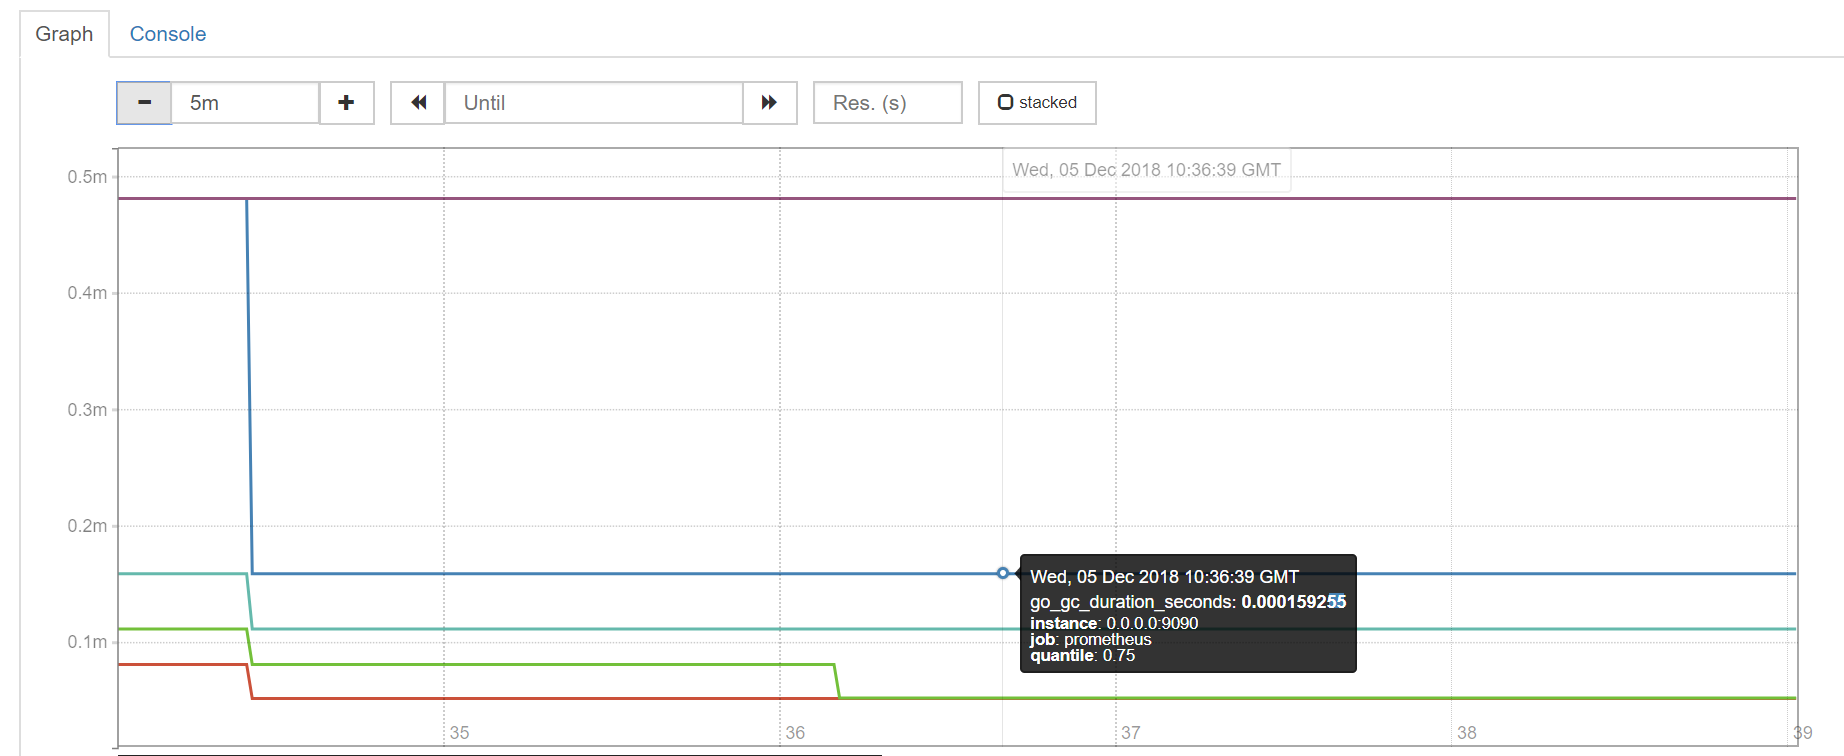 Graph Console
5m Until Res. (s) stacked
Wed, 05 Dec 2018 10:36:39 GMT
0.5m
0.4m
0.3m
0.2m
0.1m
Wed, 05 Dec 2018 10:36:39 GMT
go_gc_duration_seconds: 0.000159255
instance: 0.0.0.0:9090
job: prometheus
quantile: 0.75
35 36 37 38 39